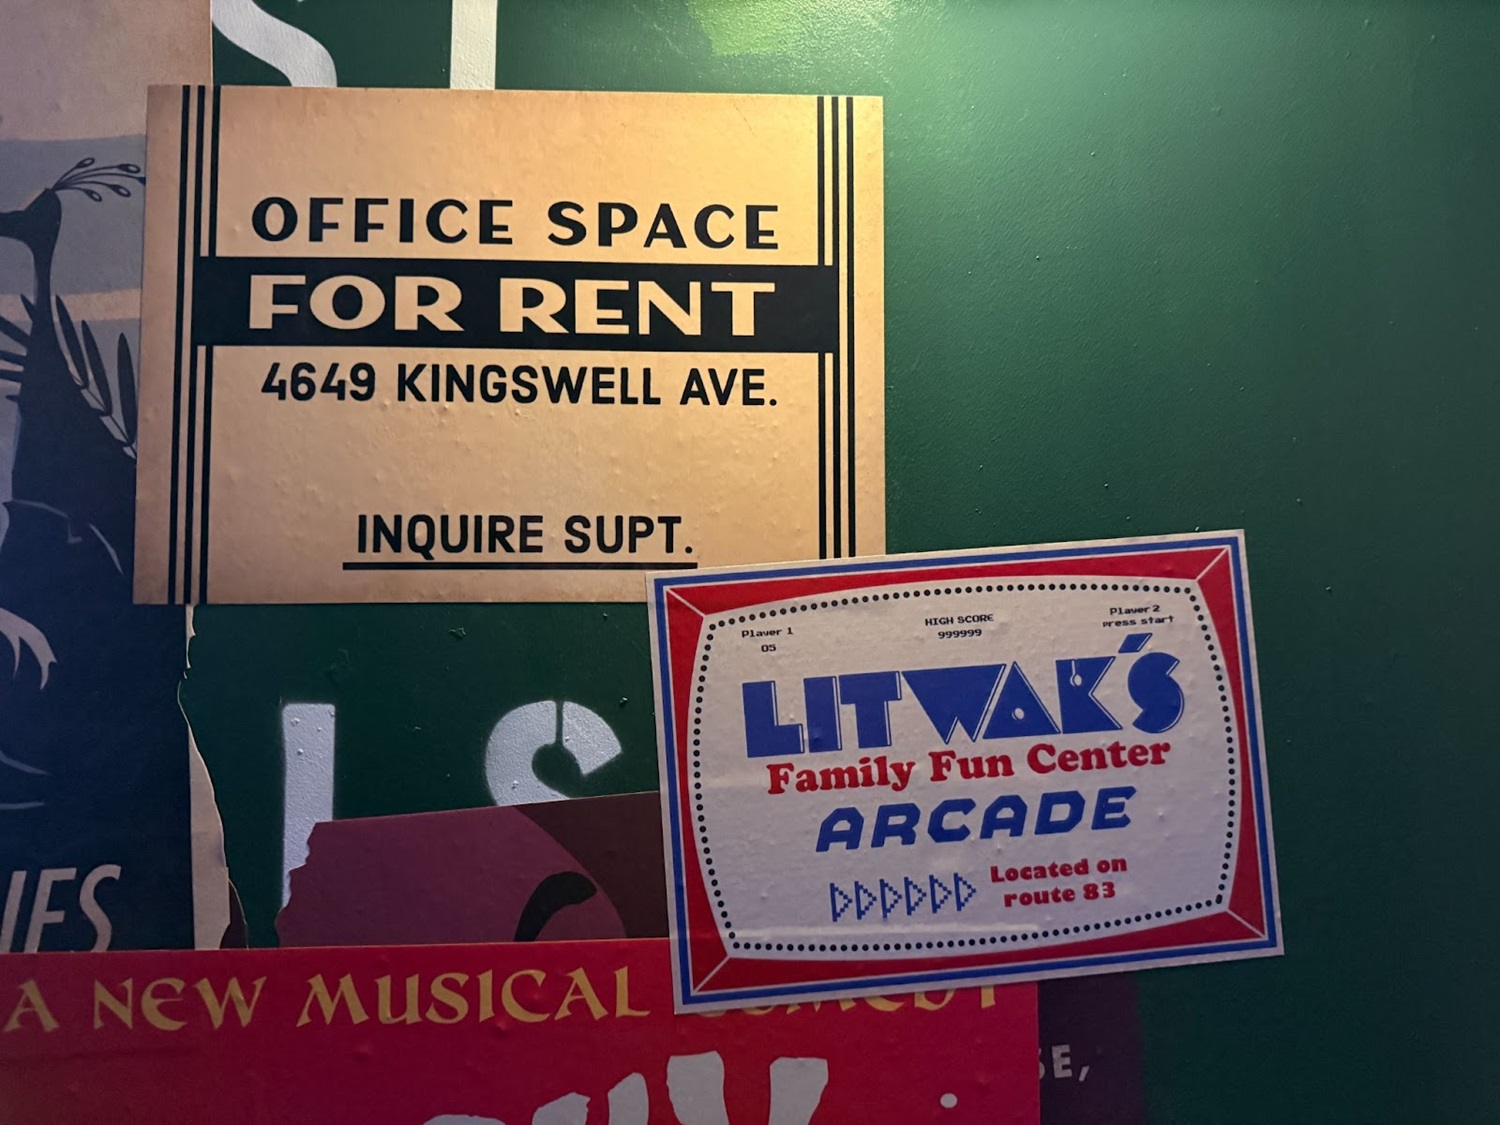 OFFICE SPACE
FOR RENT
4649 KINGSWELL AVE.
INQUIRE SUPT.
Player 1
05
HIGH SCORE
999999
Player 2
press start
LITWAK'S
Family Fun Center
ARCADE
Located on
route 83
A NEW MUSICAL COMEDY